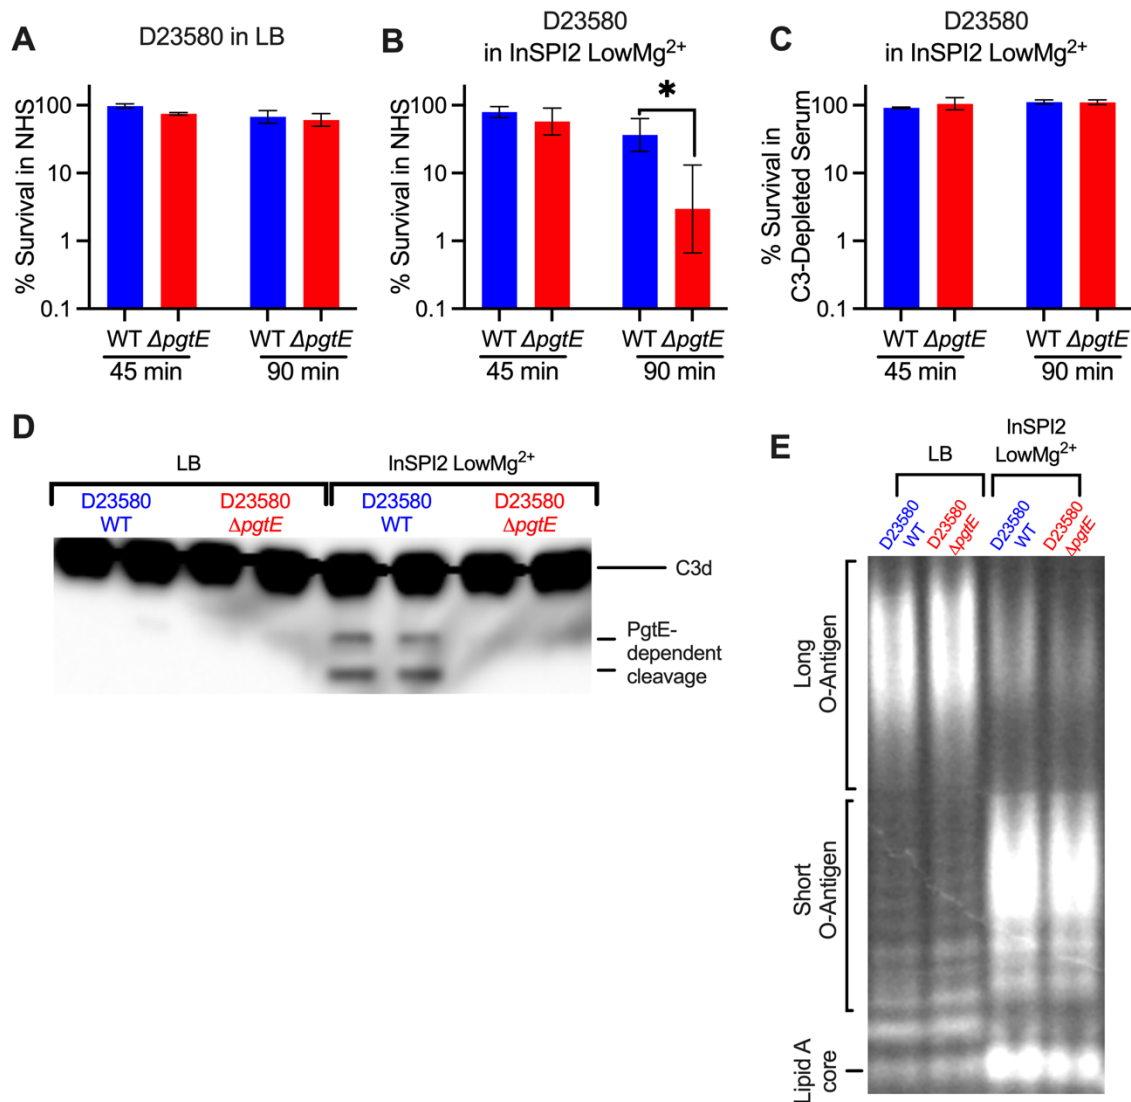 A
D23580 in LB
% Survival in NHS
100
10
1
0.1
WT ΔpgtE WT ΔpgtE
45 min 90 min
B
D23580
in InSPI2 LowMg²⁺
% Survival in NHS
100
10
1
0.1
*
WT ΔpgtE WT ΔpgtE
45 min 90 min
C
D23580
in InSPI2 LowMg²⁺
% Survival in
C3-Depleted Serum
100
10
1
0.1
WT ΔpgtE WT ΔpgtE
45 min 90 min
D
LB InSPI2 LowMg²⁺
D23580 D23580 D23580 D23580
WT ΔpgtE WT ΔpgtE
C3d
PgtE-
dependent
cleavage
E
InSPI2
LB LowMg²⁺
D23580
WT
D23580
ΔpgtE
D23580
WT
D23580
ΔpgtE
Long
O-Antigen
Short
O-Antigen
Lipid A
core